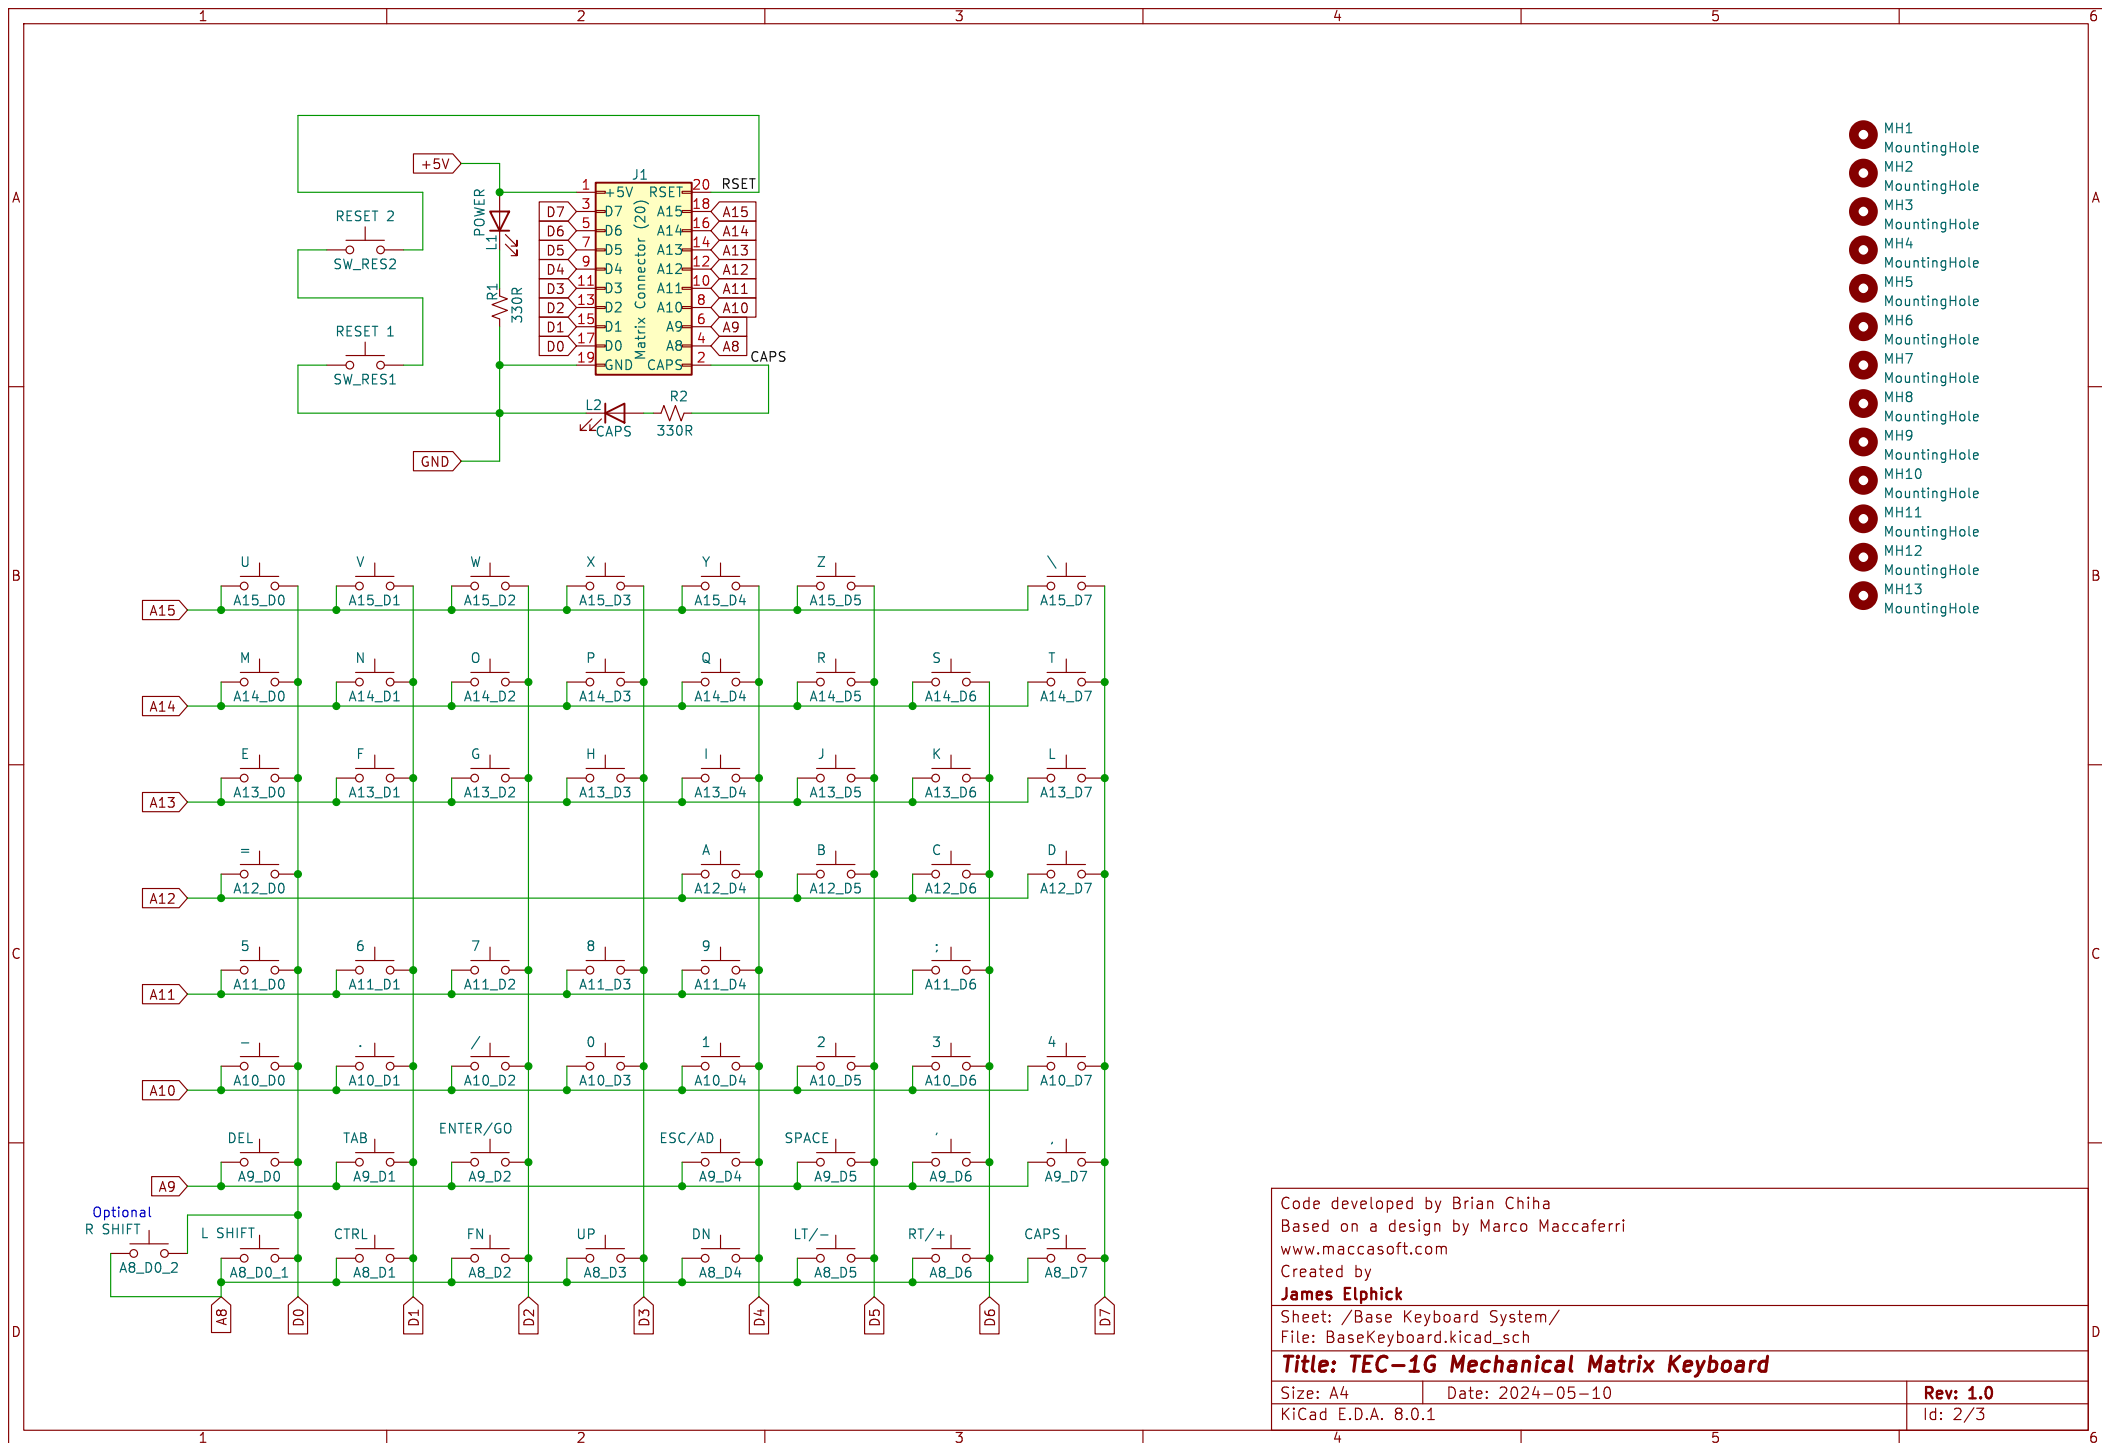 1 2 3 4 5 6
A
B
C
D
A
B
C
D
+5V
POWER
L1
R1
330R
RESET 2
SW_RES2
RESET 1
SW_RES1
GND
J1
Matrix Connector (20)
1 +5V RSET 20 RSET
D7 3 D7 A15 18 A15
D6 5 D6 A14 16 A14
D5 7 D5 A13 14 A13
D4 9 D4 A12 12 A12
D3 11 D3 A11 10 A11
D2 13 D2 A10 8 A10
D1 15 D1 A9 6 A9
D0 17 D0 A8 4 A8
19 GND CAPS 2 CAPS
L2
CAPS
R2
330R
MH1
MountingHole
MH2
MountingHole
MH3
MountingHole
MH4
MountingHole
MH5
MountingHole
MH6
MountingHole
MH7
MountingHole
MH8
MountingHole
MH9
MountingHole
MH10
MountingHole
MH11
MountingHole
MH12
MountingHole
MH13
MountingHole
U V W X Y Z \
A15_D0 A15_D1 A15_D2 A15_D3 A15_D4 A15_D5 A15_D7
A15
M N O P Q R S T
A14_D0 A14_D1 A14_D2 A14_D3 A14_D4 A14_D5 A14_D6 A14_D7
A14
E F G H I J K L
A13_D0 A13_D1 A13_D2 A13_D3 A13_D4 A13_D5 A13_D6 A13_D7
A13
= A B C D
A12_D0 A12_D4 A12_D5 A12_D6 A12_D7
A12
5 6 7 8 9 ;
A11_D0 A11_D1 A11_D2 A11_D3 A11_D4 A11_D6
A11
- . / 0 1 2 3 4
A10_D0 A10_D1 A10_D2 A10_D3 A10_D4 A10_D5 A10_D6 A10_D7
A10
DEL TAB ENTER/GO ESC/AD SPACE ' ,
A9_D0 A9_D1 A9_D2 A9_D4 A9_D5 A9_D6 A9_D7
A9
Optional
R SHIFT L SHIFT CTRL FN UP DN LT/- RT/+ CAPS
A8_D0_2 A8_D0_1 A8_D1 A8_D2 A8_D3 A8_D4 A8_D5 A8_D6 A8_D7
A8 D0 D1 D2 D3 D4 D5 D6 D7
Code developed by Brian Chiha
Based on a design by Marco Maccaferri
www.maccasoft.com
Created by
James Elphick
Sheet: /Base Keyboard System/
File: BaseKeyboard.kicad_sch
Title: TEC-1G Mechanical Matrix Keyboard
Size: A4 Date: 2024-05-10 Rev: 1.0
KiCad E.D.A. 8.0.1 Id: 2/3
1 2 3 4 5 6